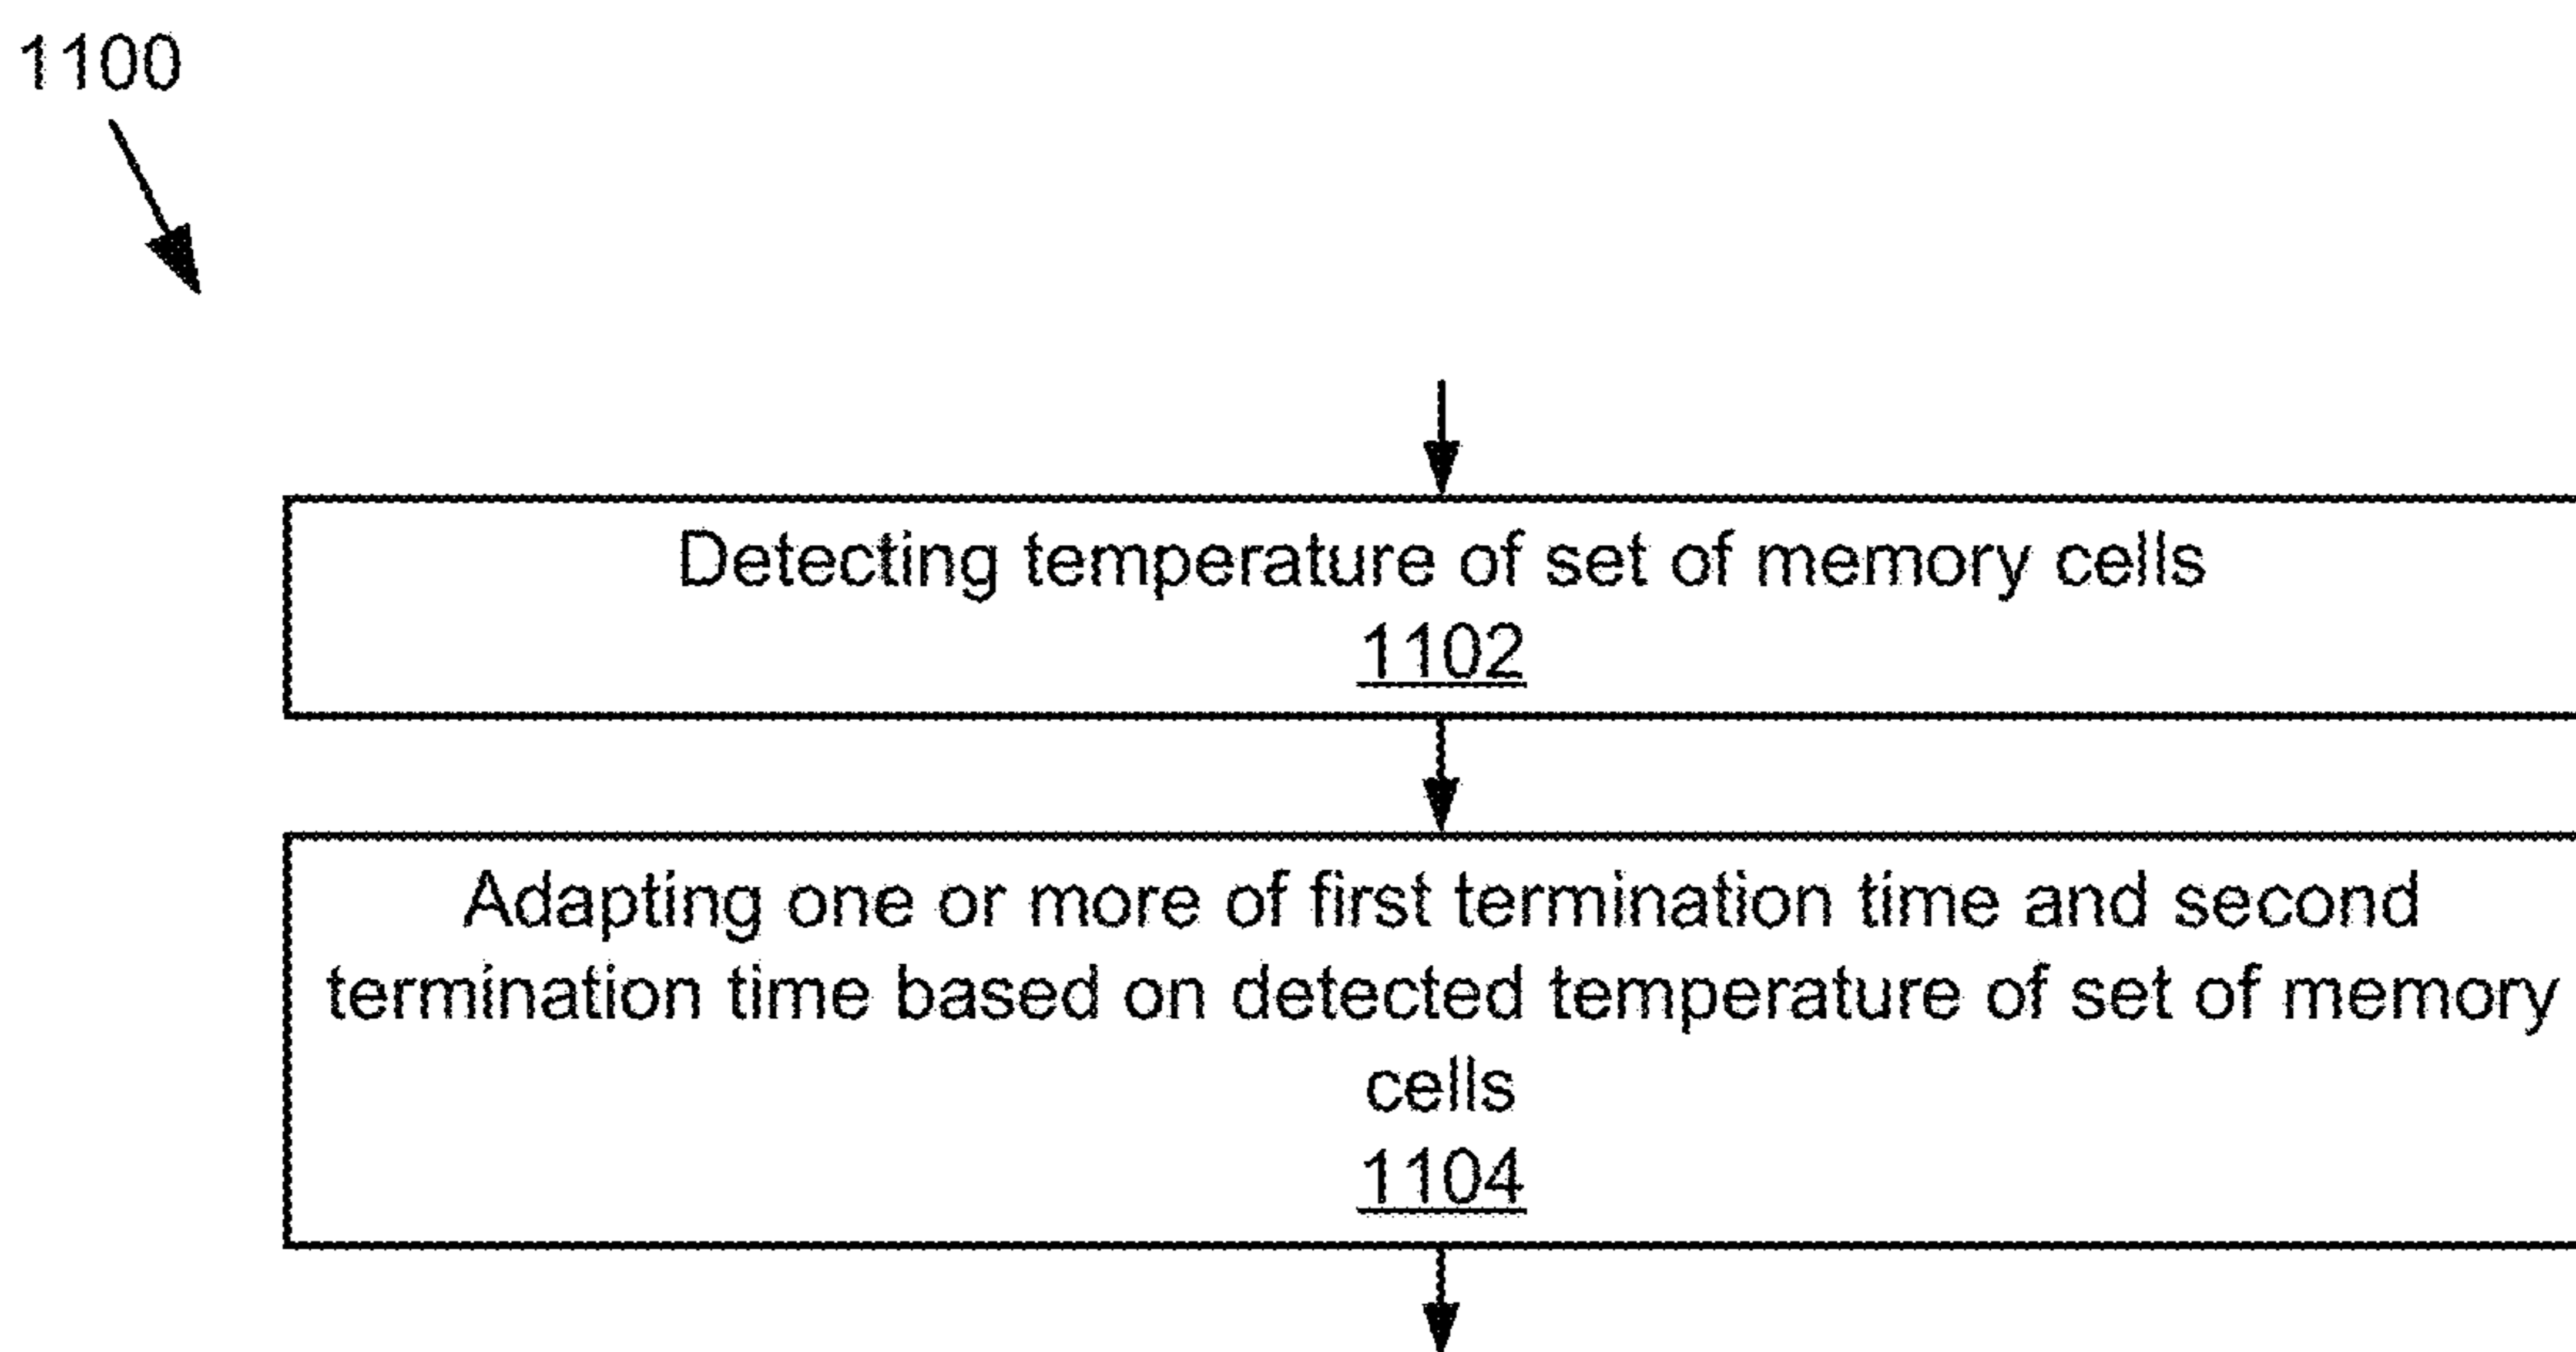 1100
Detecting temperature of set of memory cells
1102
Adapting one or more of first termination time and second
termination time based on detected temperature of set of memory
cells
1104